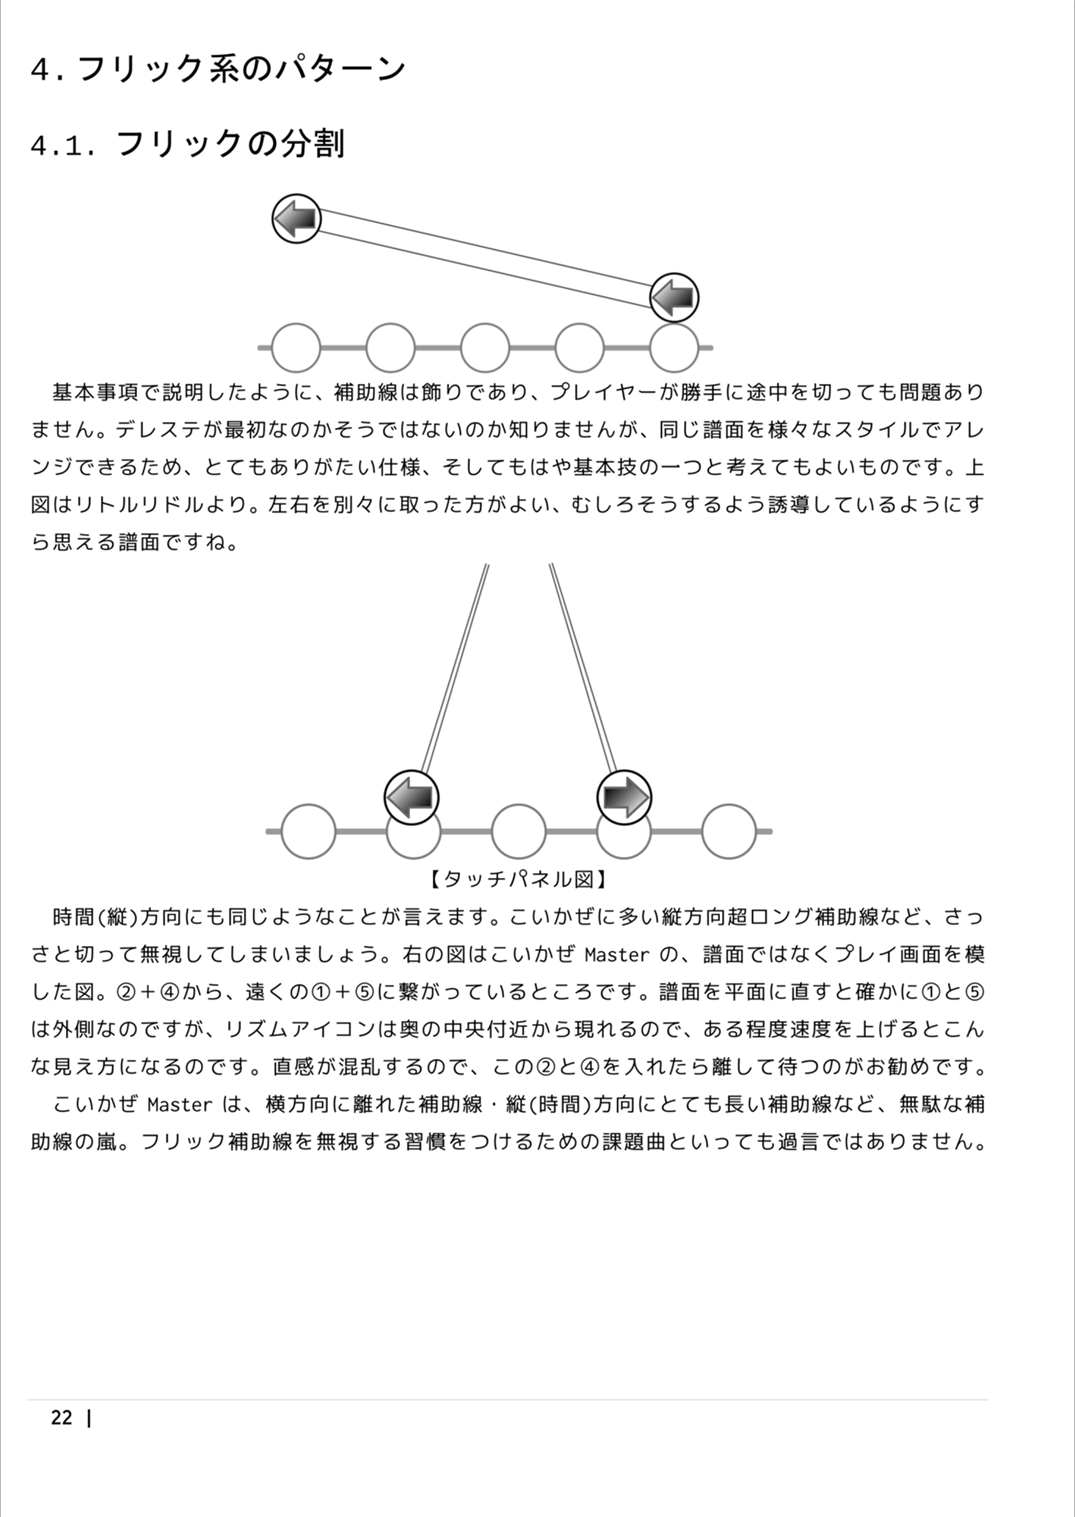 4. フリック系のパターン
4.1. フリックの分割
基本事項で説明したように、補助線は飾りであり、プレイヤーが勝手に途中を切っても問題あり
ません。デレステが最初なのかそうではないのか知りませんが、同じ譜面を様々なスタイルでアレ
ンジできるため、とてもありがたい仕様、そしてもはや基本技の一つと考えてもよいものです。上
図はリトルリドルより。左右を別々に取った方がよい、むしろそうするよう誘導しているようにす
ら思える譜面ですね。
【タッチパネル図】
時間(縦)方向にも同じようなことが言えます。こいかぜに多い縦方向超ロング補助線など、さっ
さと切って無視してしまいましょう。右の図はこいかぜ Master の、譜面ではなくプレイ画面を模
した図。②＋④から、遠くの①＋⑤に繋がっているところです。譜面を平面に直すと確かに①と⑤
は外側なのですが、リズムアイコンは奥の中央付近から現れるので、ある程度速度を上げるとこん
な見え方になるのです。直感が混乱するので、この②と④を入れたら離して待つのがお勧めです。
こいかぜ Master は、横方向に離れた補助線・縦(時間)方向にとても長い補助線など、無駄な補
助線の嵐。フリック補助線を無視する習慣をつけるための課題曲といっても過言ではありません。
22 |